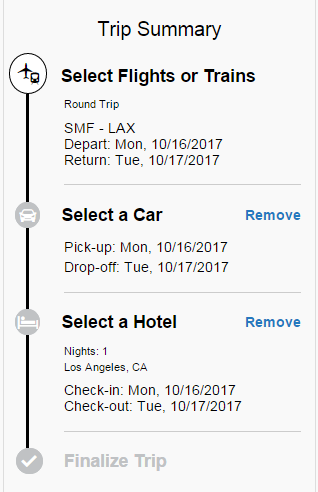 Trip Summary
Select Flights or Trains
Round Trip
SMF - LAX
Depart: Mon, 10/16/2017
Return: Tue, 10/17/2017
Select a Car Remove
Pick-up: Mon, 10/16/2017
Drop-off: Tue, 10/17/2017
Select a Hotel Remove
Nights: 1
Los Angeles, CA
Check-in: Mon, 10/16/2017
Check-out: Tue, 10/17/2017
Finalize Trip